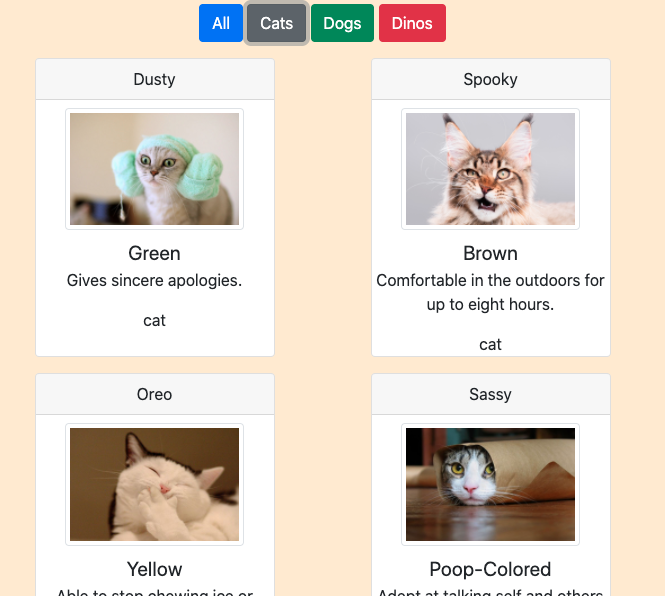 All Cats Dogs Dinos
Dusty
Green
Gives sincere apologies.
cat
Spooky
Brown
Comfortable in the outdoors for
up to eight hours.
cat
Oreo
Yellow
Able to stop chewing ice or
Sassy
Poop-Colored
Adept at talking self and others